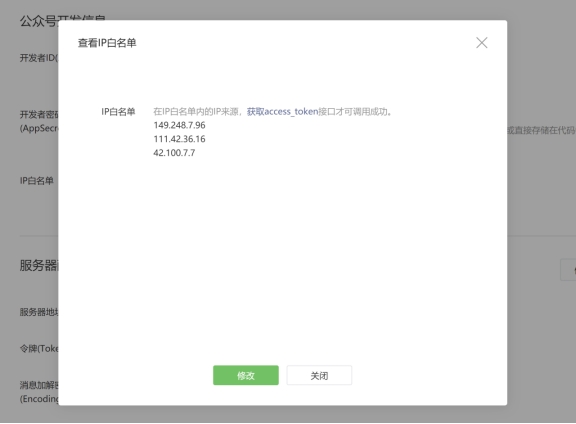 公众号开发信息
查看IP白名单
开发者ID(
IP白名单
在IP白名单内的IP来源，获取access_token接口才可调用成功。
149.248.7.96
111.42.36.16
42.100.7.7
开发者密
(AppSecre
或直接存储在代码
IP白名单
服务器
服务器地
令牌(Toke
消息加解
(Encoding
修改
关闭